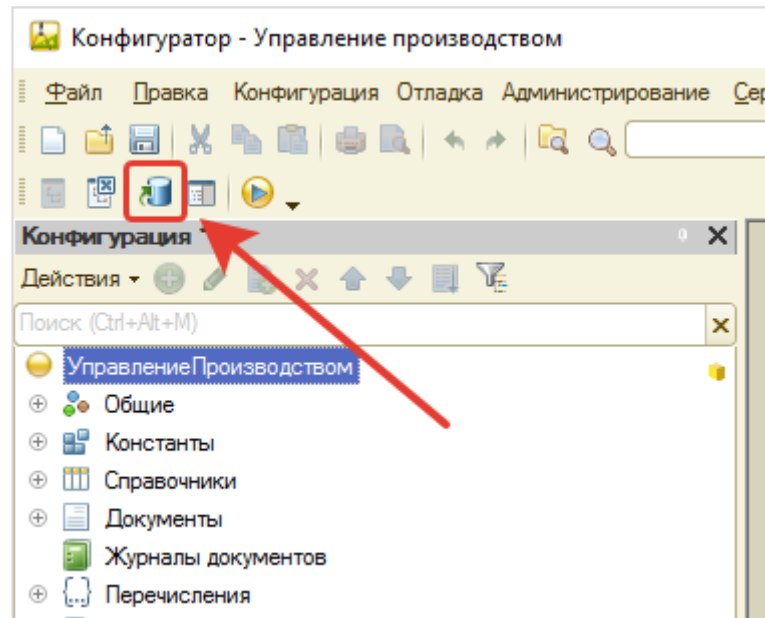 Конфигуратор - Управление производством
Файл Правка Конфигурация Отладка Администрирование Сер
Конфигурация *
Действия
Поиск (Ctrl+Alt+M)
УправлениеПроизводством
Общие
Константы
Справочники
Документы
Журналы документов
Перечисления